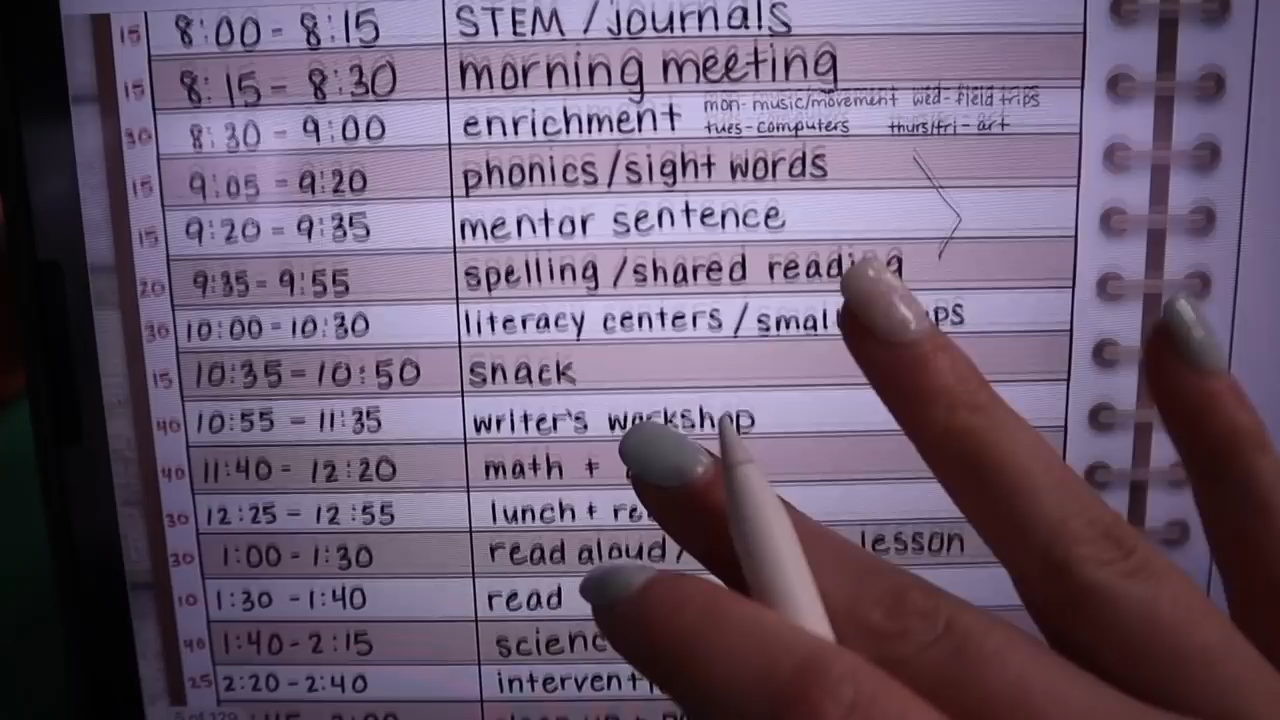 15 8:00 - 8:15 STEM / journals
15 8:15 - 8:30 morning meeting
30 8:30 - 9:00 enrichment mon- music/movement wed- field trips
tues- computers thurs/fri - art
15 9:05 - 9:20 phonics / sight words
15 9:20 - 9:35 mentor sentence
20 9:35 - 9:55 spelling / shared reading
30 10:00 - 10:30 literacy centers /
15 10:35 - 10:50 snack
40 10:55 - 11:35 writer's workshop
40 11:40 - 12:20 math +
30 12:25 - 12:55 lunch +
30 1:00 - 1:30 read aloud / lesson
10 1:30 - 1:40 read
40 1:40 - 2:15
25 2:20 - 2:40